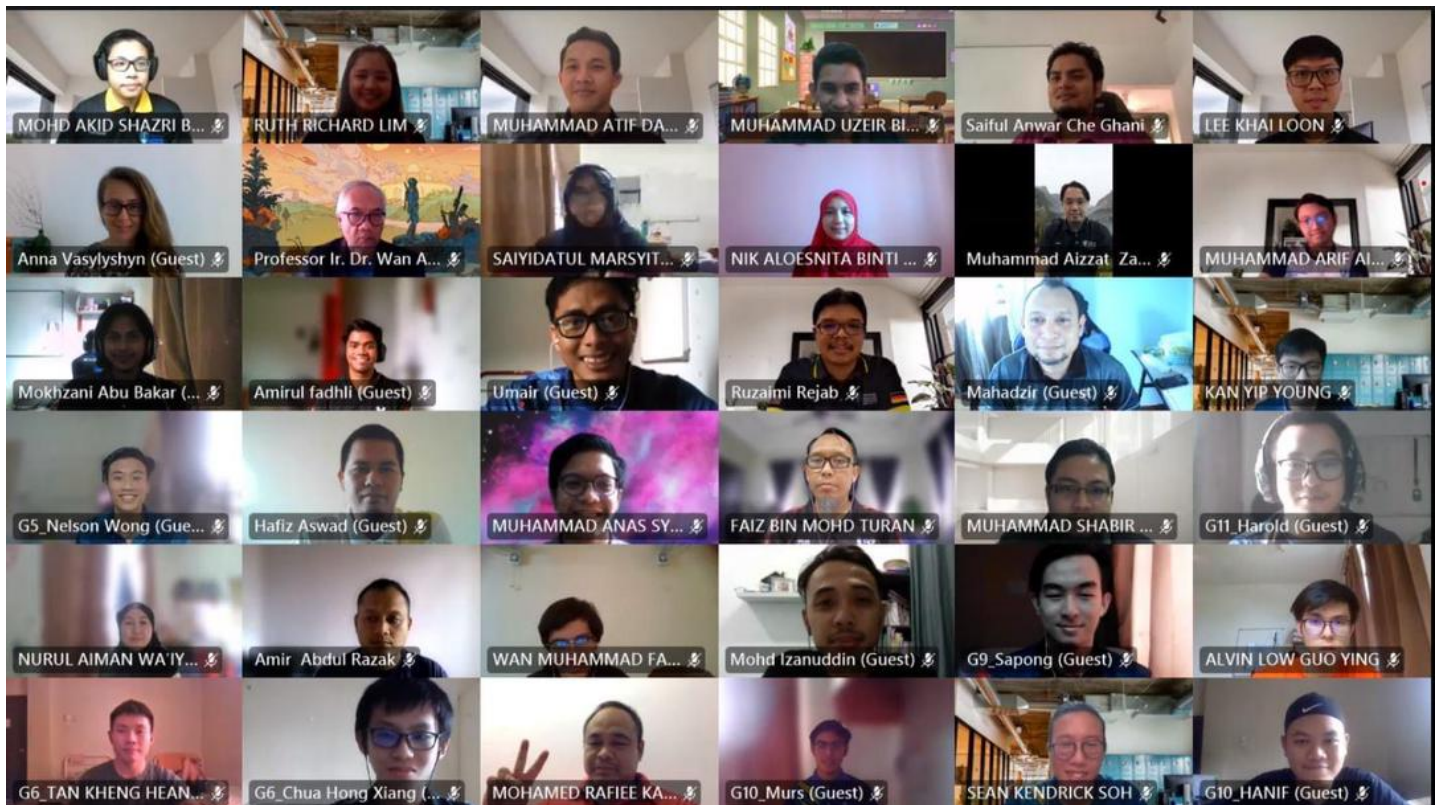 MOHD AKID SHAZRI B...
RUTH RICHARD LIM
MUHAMMAD ATIF DA...
MUHAMMAD UZEIR BI...
Saiful Anwar Che Ghani
LEE KHAI LOON
Anna Vasylyshyn (Guest)
Professor Ir. Dr. Wan A...
SAIYIDATUL MARSYIT...
NIK ALOESNITA BINTI ...
Muhammad Aizzat Za...
MUHAMMAD ARIF AI...
Mokhzani Abu Bakar (...
Amirul fadhli (Guest)
Umair (Guest)
Ruzaimi Rejab
Mahadzir (Guest)
KAN YIP YOUNG
G5_Nelson Wong (Gue...
Hafiz Aswad (Guest)
MUHAMMAD ANAS SY...
FAIZ BIN MOHD TURAN
MUHAMMAD SHABIR ...
G11_Harold (Guest)
NURUL AIMAN WA'IY...
Amir Abdul Razak
WAN MUHAMMAD FA...
Mohd Izanuddin (Guest)
G9_Sapong (Guest)
ALVIN LOW GUO YING
G6_TAN KHENG HEAN...
G6_Chua Hong Xiang (...
MOHAMED RAFIEE KA...
G10_Murs (Guest)
SEAN KENDRICK SOH
G10_HANIF (Guest)